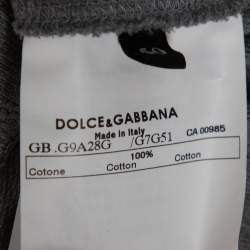 DOLCE&GABBANA
Made in Italy
GB .G9A28G /G7G51 CA 00985
100%
Cotone Cotton Cotton